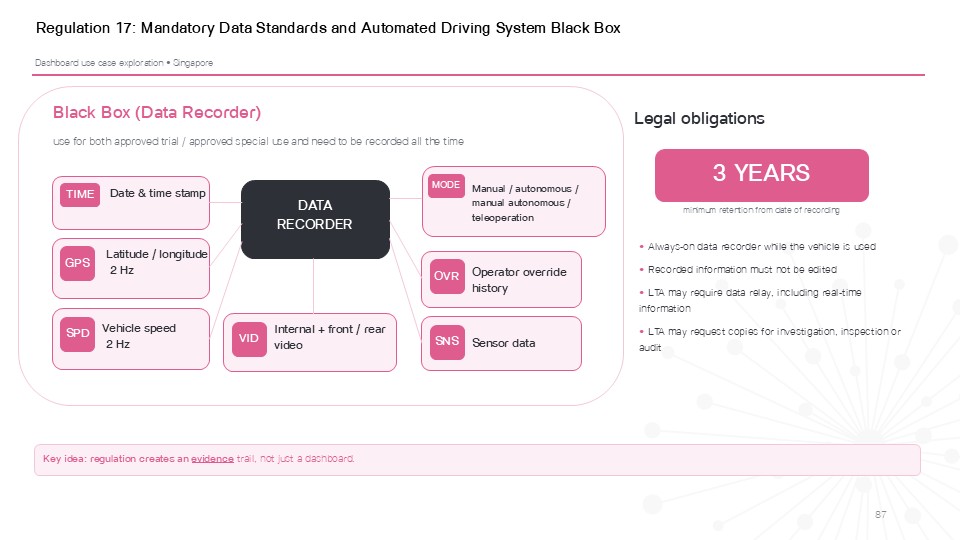 Regulation 17: Mandatory Data Standards and Automated Driving System Black Box
Dashboard use case exploration • Singapore
Black Box (Data Recorder)
use for both approved trial / approved special use and need to be recorded all the time
TIME
Date & time stamp
GPS
Latitude / longitude
2 Hz
SPD
Vehicle speed
2 Hz
DATA
RECORDER
VID
Internal + front / rear
video
MODE
Manual / autonomous /
manual autonomous /
teleoperation
OVR
Operator override
history
SNS
Sensor data
Legal obligations
3 YEARS
minimum retention from date of recording
• Always-on data recorder while the vehicle is used
• Recorded information must not be edited
• LTA may require data relay, including real-time
information
• LTA may request copies for investigation, inspection or
audit
Key idea: regulation creates an evidence trail, not just a dashboard.
87